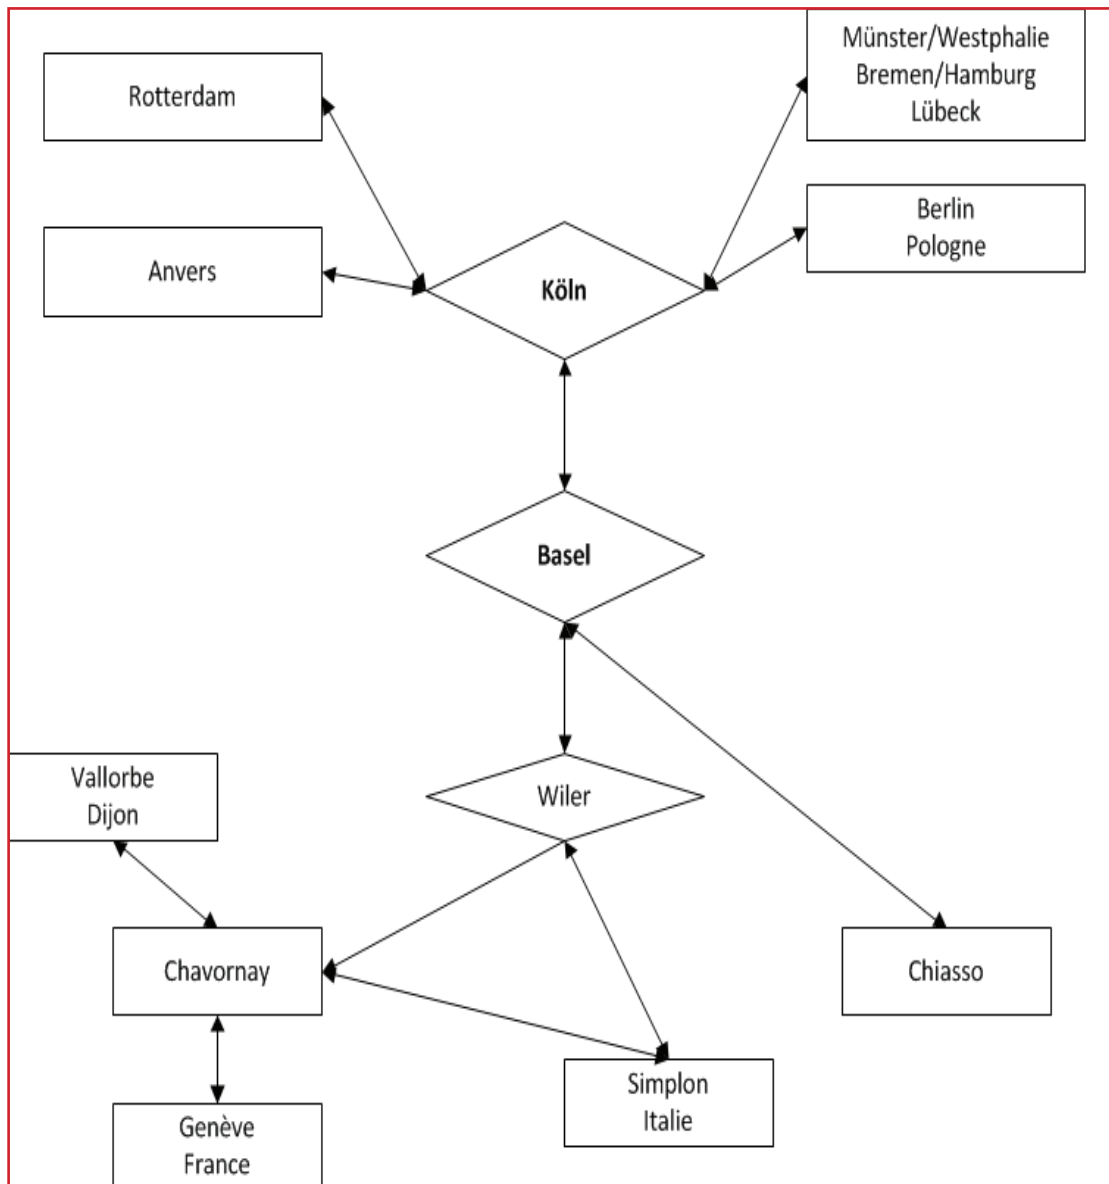 Münster/Westphalie
Bremen/Hamburg
Lübeck
Rotterdam
Berlin
Pologne
Anvers
Köln
Basel
Vallorbe
Dijon
Wiler
Chavornay
Chiasso
Simplon
Italie
Genève
France